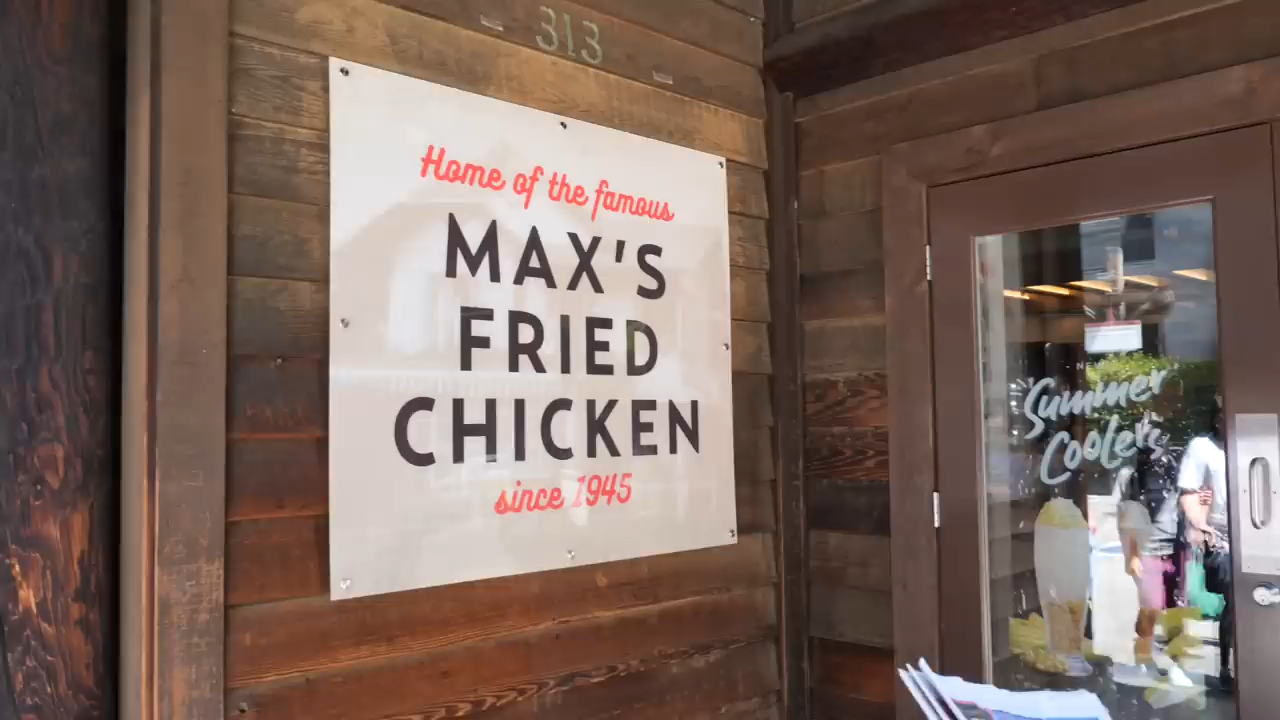 313
Home of the famous
MAX'S
FRIED
CHICKEN
since 1945
Summer
Coolers